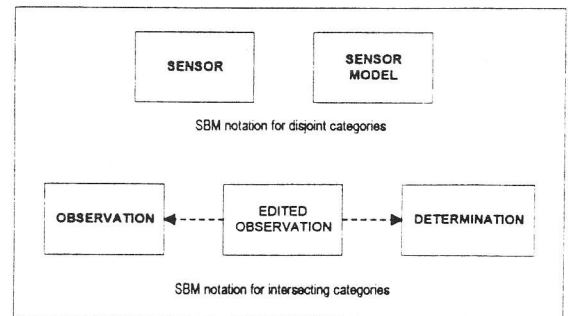 SENSOR
SENSOR
MODEL
SBM notation for disjoint categories
OBSERVATION
EDITED
OBSERVATION
DETERMINATION
SBM notation for intersecting categories